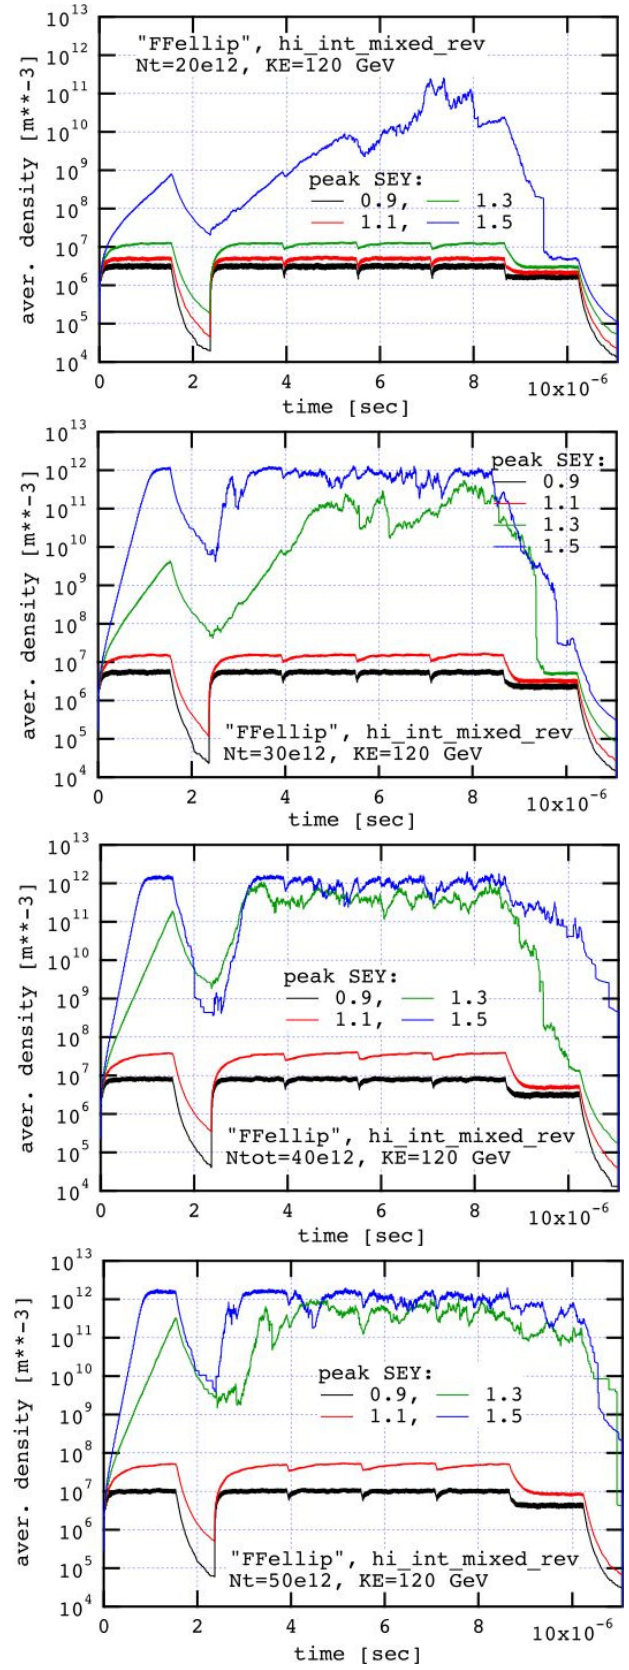 10^13
"FFellip", hi_int_mixed_rev
Nt=20e12, KE=120 GeV
10^12
10^11
10^10
10^9
peak SEY:
0.9, 1.3
1.1, 1.5
10^8
10^7
10^6
10^5
10^4
aver. density [m**-3]
0 2 4 6 8 10x10^-6
time [sec]
10^13
peak SEY:
0.9
1.1
1.3
1.5
10^12
10^11
10^10
10^9
10^8
10^7
10^6
10^5
10^4
aver. density [m**-3]
"FFellip", hi_int_mixed_rev
Nt=30e12, KE=120 GeV
0 2 4 6 8 10x10^-6
time [sec]
10^13
10^12
10^11
10^10
10^9
10^8
10^7
10^6
10^5
10^4
aver. density [m**-3]
peak SEY:
0.9, 1.3
1.1, 1.5
"FFellip", hi_int_mixed_rev
Ntot=40e12, KE=120 GeV
0 2 4 6 8 10x10^-6
time [sec]
10^13
10^12
10^11
10^10
10^9
10^8
10^7
10^6
10^5
10^4
aver. density [m**-3]
peak SEY:
0.9, 1.3
1.1, 1.5
"FFellip", hi_int_mixed_rev
Nt=50e12, KE=120 GeV
0 2 4 6 8 10x10^-6
time [sec]